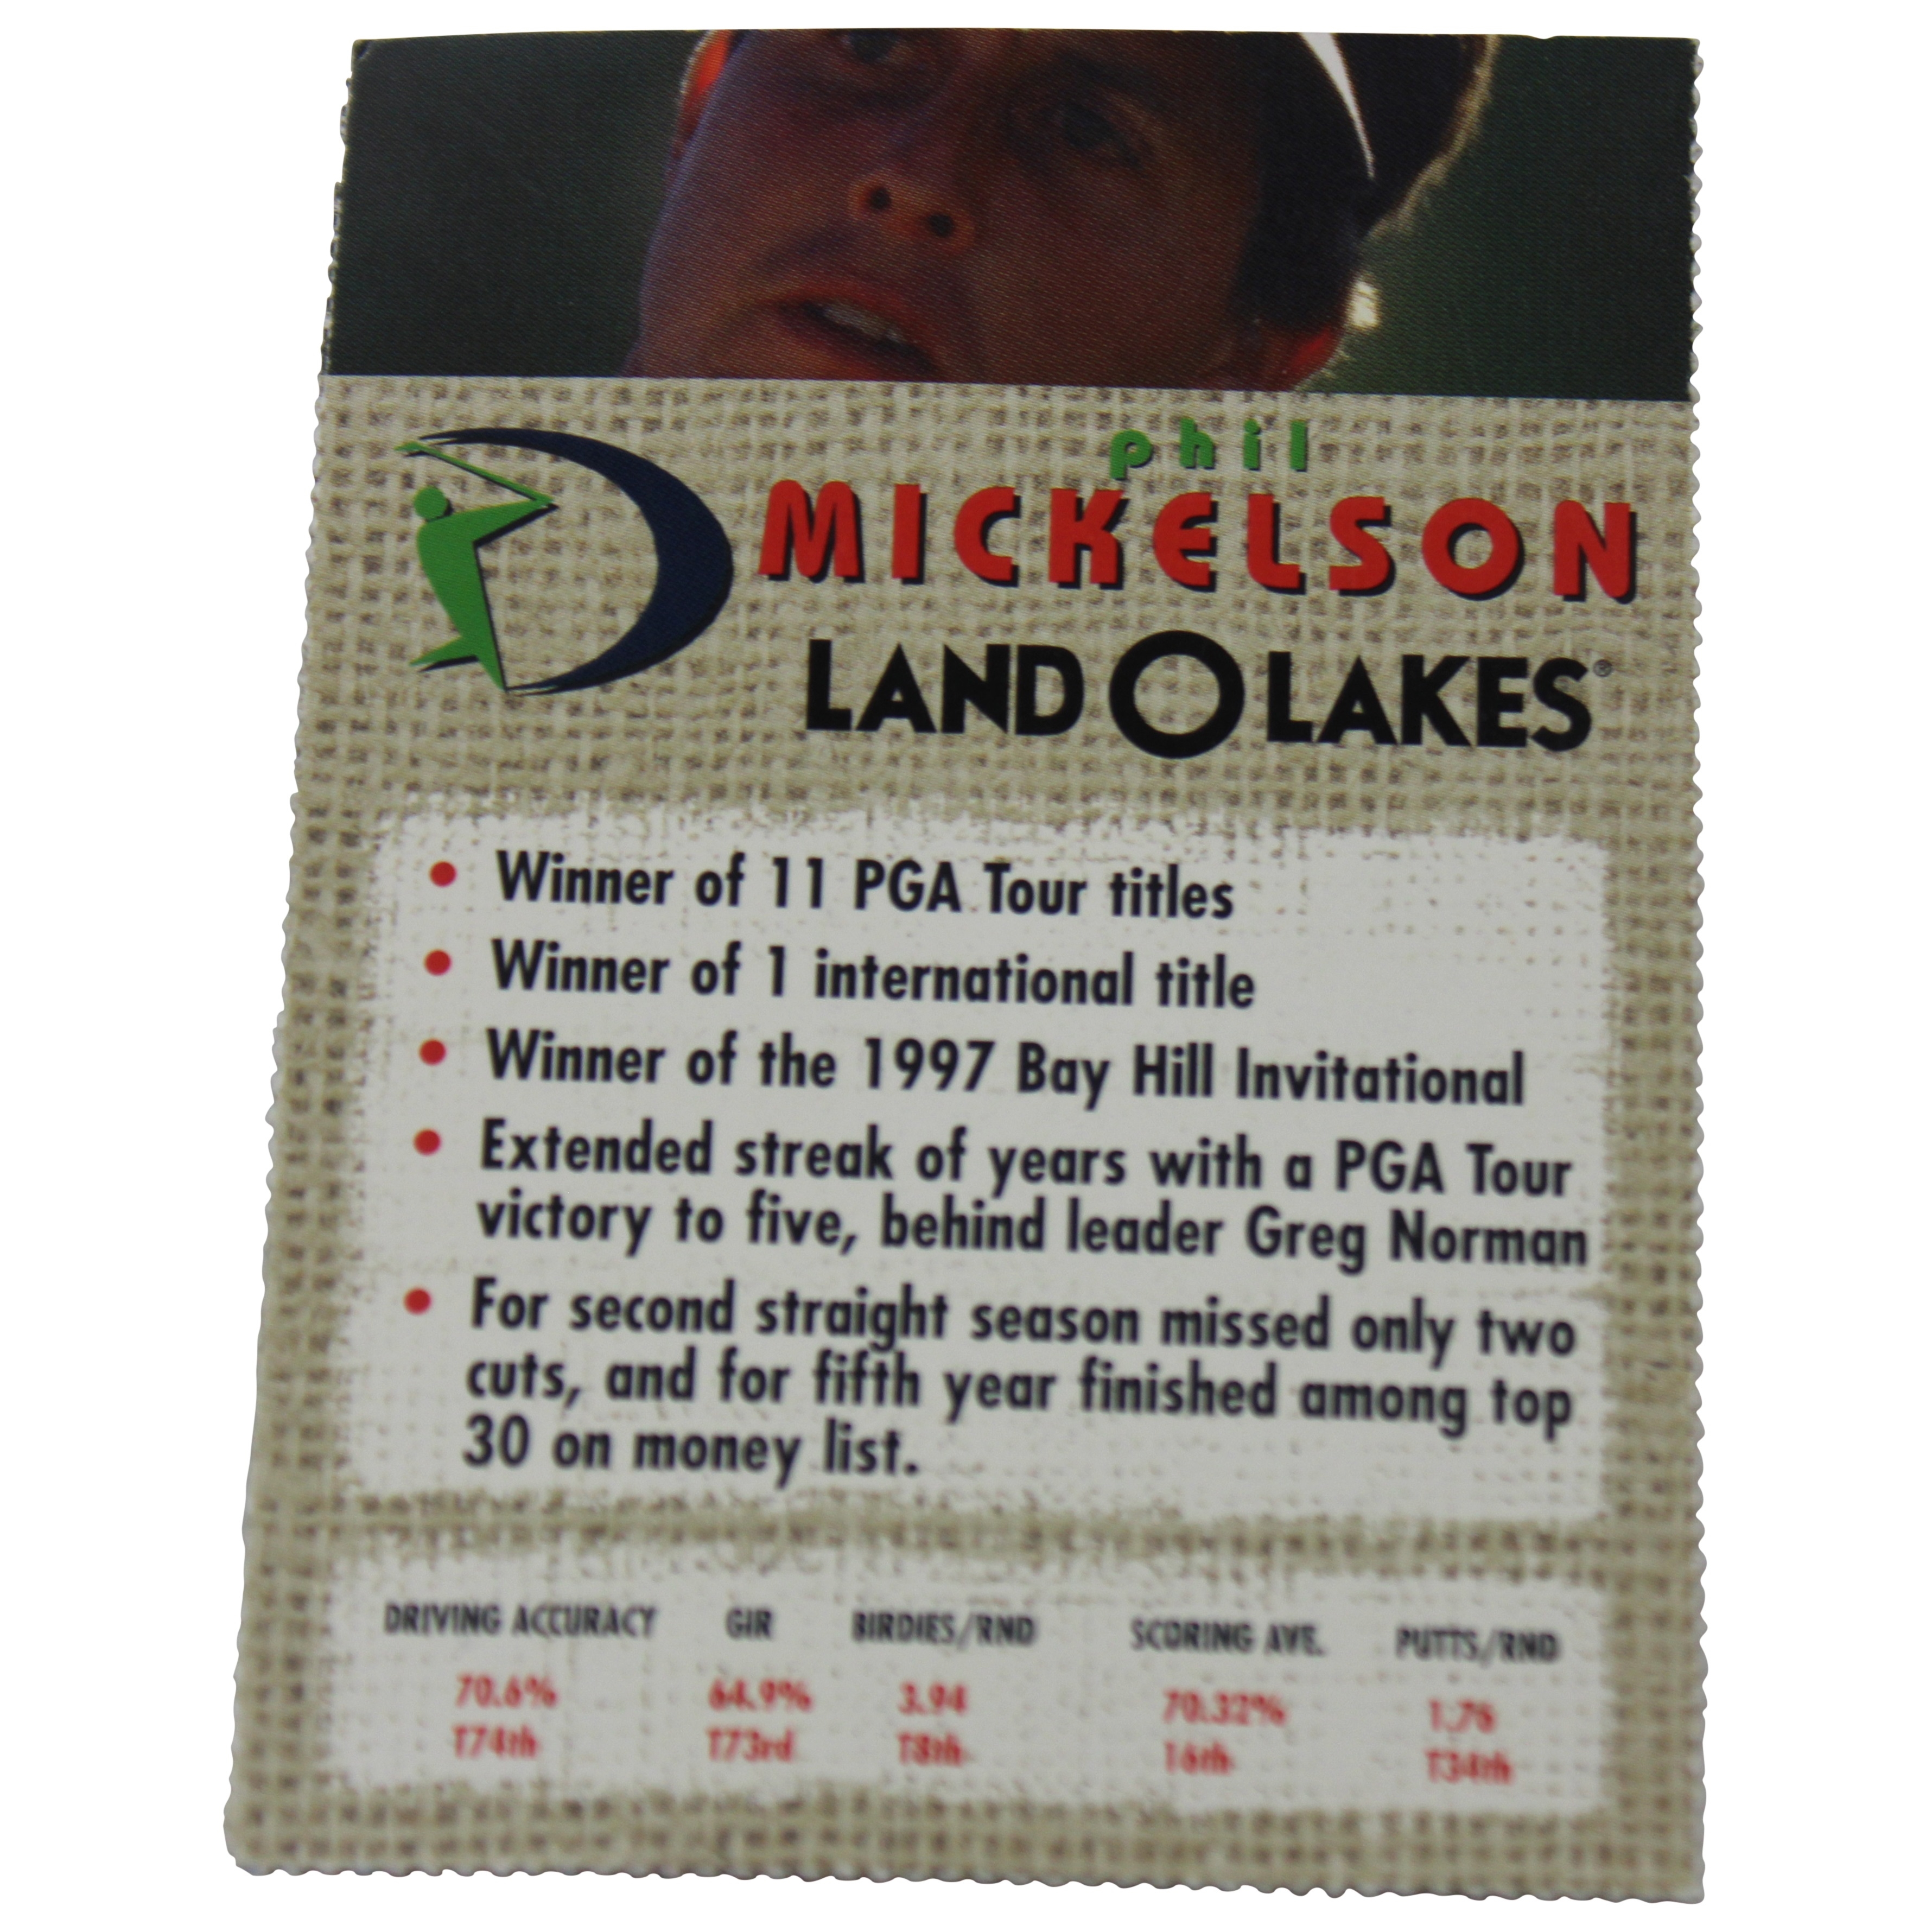 phil
MICKELSON
LAND O LAKES®
• Winner of 11 PGA Tour titles
• Winner of 1 international title
• Winner of the 1997 Bay Hill Invitational
• Extended streak of years with a PGA Tour
victory to five, behind leader Greg Norman
• For second straight season missed only two
cuts, and for fifth year finished among top
30 on money list.
DRIVING ACCURACY GIR BIRDIES/RND SCORING AVE. PUTTS/RND
70.6% 64.9% 3.94 70.32% 1.76
T74th T73rd T8th 16th T34th